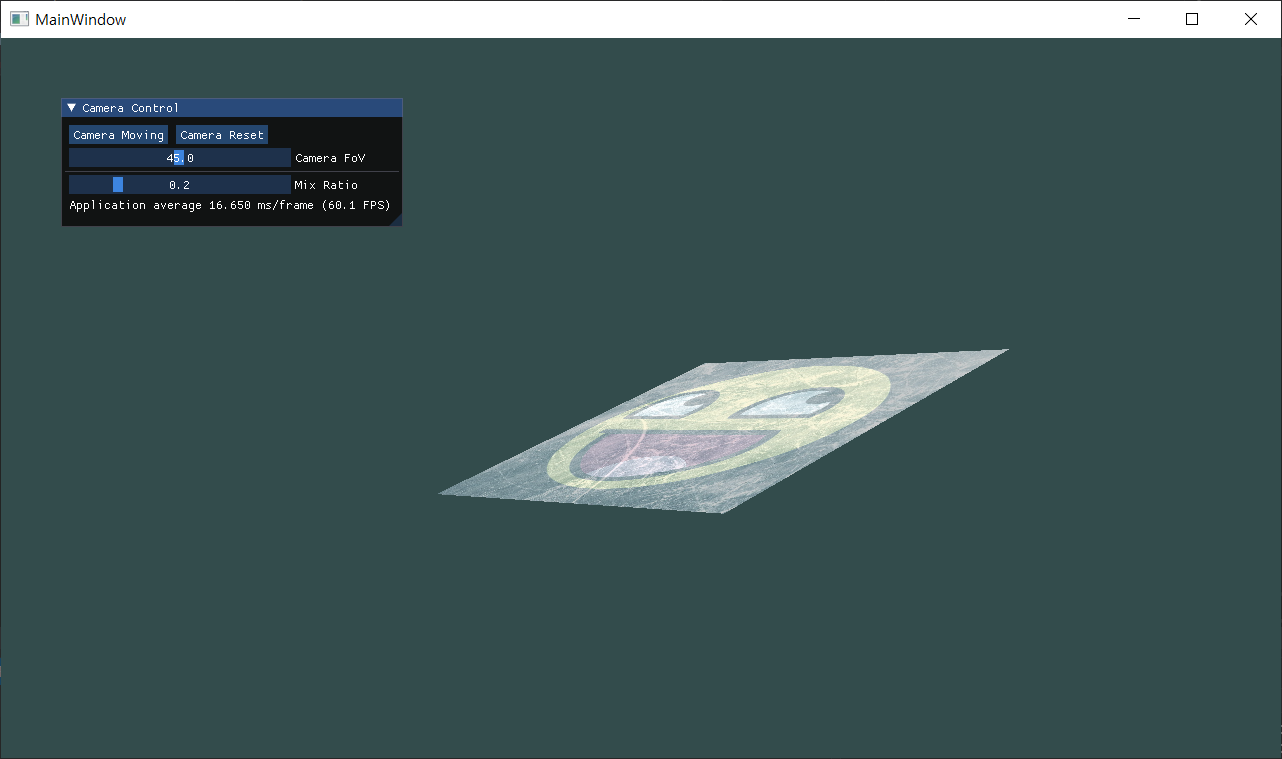 MainWindow
Camera Control
Camera Moving Camera Reset
45.0 Camera FoV
0.2 Mix Ratio
Application average 16.650 ms/frame (60.1 FPS)